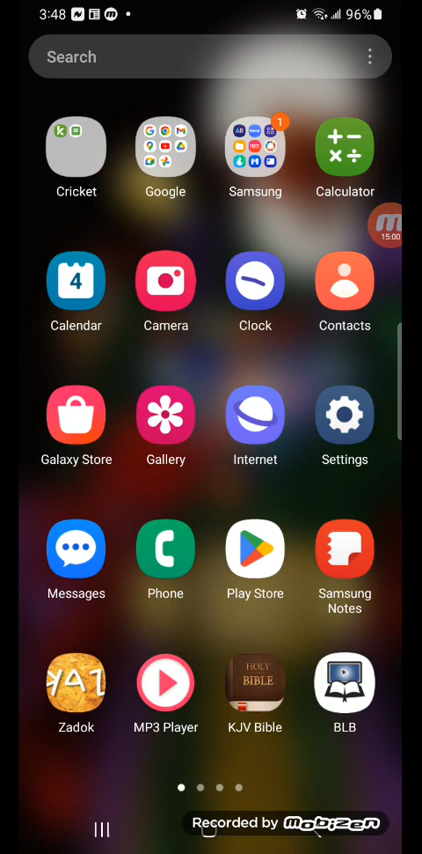 3:48
96%
Search
1
Cricket
Google
Samsung
Calculator
15:00
4
Calendar
Camera
Clock
Contacts
Galaxy Store
Gallery
Internet
Settings
Messages
Phone
Play Store
Samsung
Notes
HOLY
BIBLE
Zadok
MP3 Player
KJV Bible
BLB
Recorded by mobizen